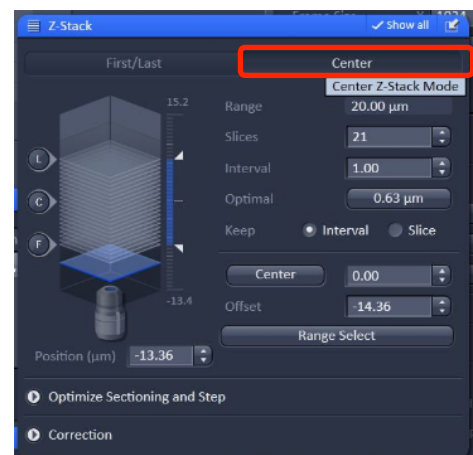 Z-Stack Show all
First/Last Center
Center Z-Stack Mode
15.2 Range 20.00 µm
Slices 21
L Interval 1.00
C Optimal 0.63 µm
Keep Interval Slice
F
Center 0.00
-13.4 Offset -14.36
Range Select
Position (µm) -13.36
Optimize Sectioning and Step
Correction